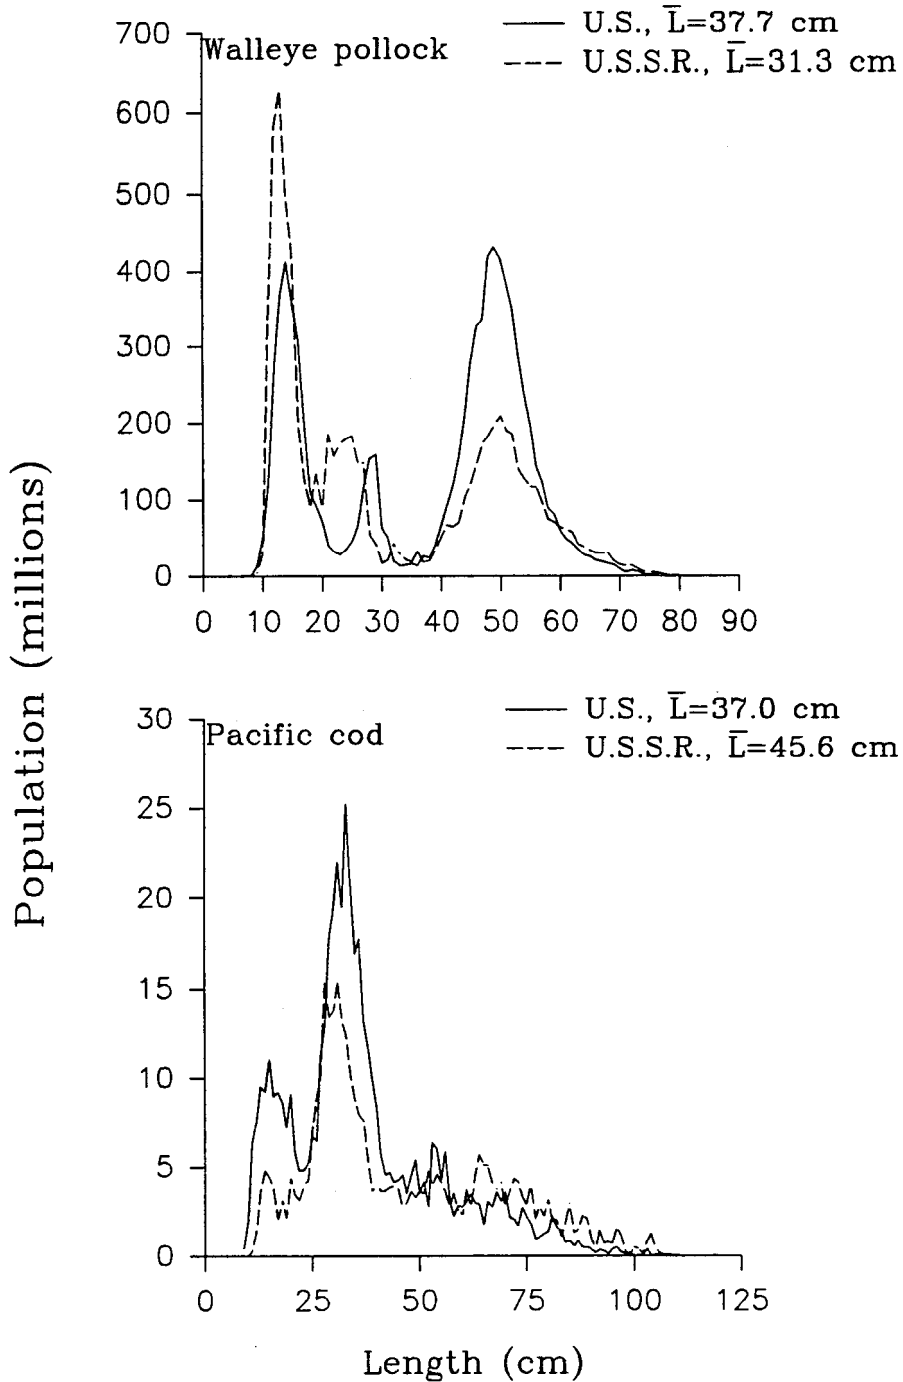 U.S., L̅=37.7 cm
U.S.S.R., L̅=31.3 cm
Walleye pollock
700
600
500
400
300
200
100
0
0 10 20 30 40 50 60 70 80 90
Population (millions)
U.S., L̅=37.0 cm
U.S.S.R., L̅=45.6 cm
Pacific cod
30
25
20
15
10
5
0
0 25 50 75 100 125
Length (cm)